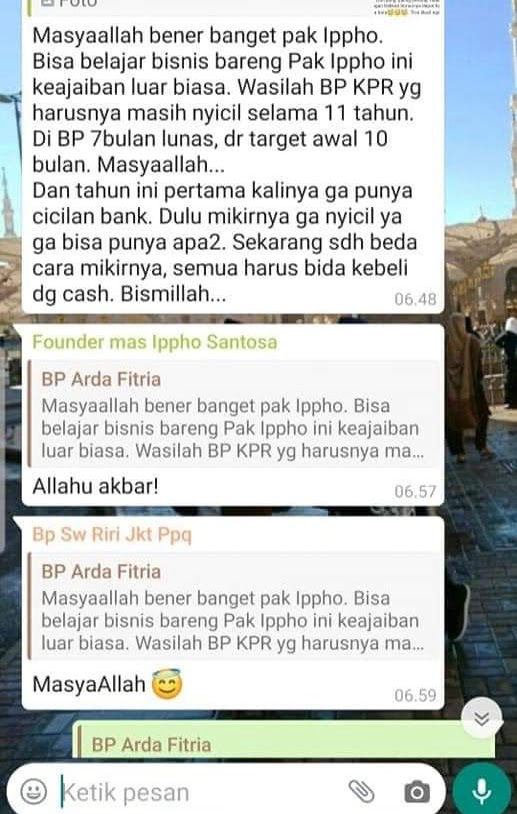 Foto
Masyaallah bener banget pak Ippho.
Bisa belajar bisnis bareng Pak Ippho ini
keajaiban luar biasa. Wasilah BP KPR yg
harusnya masih nyicil selama 11 tahun.
Di BP 7bulan lunas, dr target awal 10
bulan. Masyaallah...
Dan tahun ini pertama kalinya ga punya
cicilan bank. Dulu mikirnya ga nyicil ya
ga bisa punya apa2. Sekarang sdh beda
cara mikirnya, semua harus bida kebeli
dg cash. Bismillah...
06.48
Founder mas Ippho Santosa
BP Arda Fitria
Masyaallah bener banget pak Ippho. Bisa
belajar bisnis bareng Pak Ippho ini keajaiban
luar biasa. Wasilah BP KPR yg harusnya ma...
Allahu akbar!
06.57
Bp Sw Riri Jkt Ppq
BP Arda Fitria
Masyaallah bener banget pak Ippho. Bisa
belajar bisnis bareng Pak Ippho ini keajaiban
luar biasa. Wasilah BP KPR yg harusnya ma...
MasyaAllah 😇
06.59
BP Arda Fitria
Ketik pesan